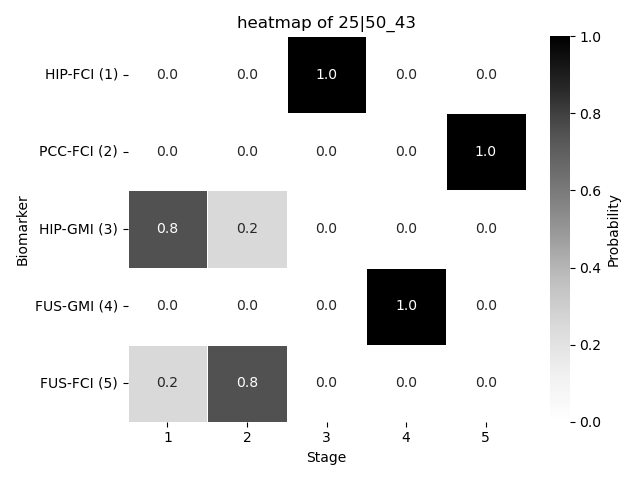 heatmap of 25|50_43
Biomarker
HIP-FCI (1) 0.0 0.0 1.0 0.0 0.0
PCC-FCI (2) 0.0 0.0 0.0 0.0 1.0
HIP-GMI (3) 0.8 0.2 0.0 0.0 0.0
FUS-GMI (4) 0.0 0.0 0.0 1.0 0.0
FUS-FCI (5) 0.2 0.8 0.0 0.0 0.0
1 2 3 4 5
Stage
1.0
0.8
0.6
0.4
0.2
0.0
Probability